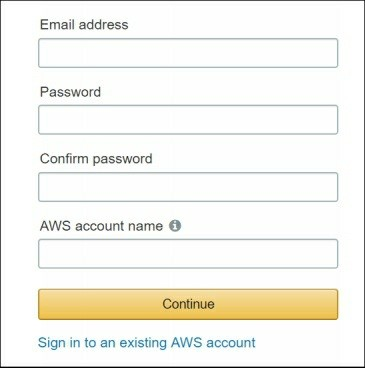 Email address
Password
Confirm password
AWS account name
Continue
Sign in to an existing AWS account